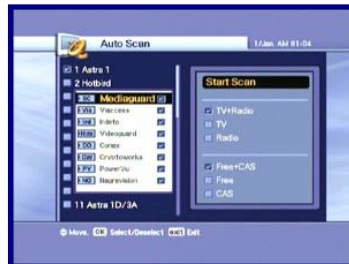 Auto Scan
1/Jan. AM 01:04
1 Astra 1
2 Hotbird
Mediaguard
Viaccess
Irdeto
Videoguard
Conax
Cryptoworks
PowerVu
Nagravision
11 Astra 1D/3A
Start Scan
TV+Radio
TV
Radio
Free+CAS
Free
CAS
Move, OK Select/Deselect exit Exit